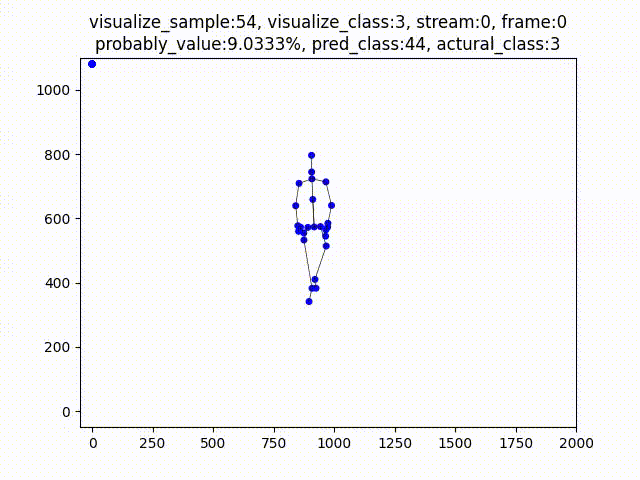 visualize_sample:54, visualize_class:3, stream:0, frame:0
probably_value:9.0333%, pred_class:44, actural_class:3
1000
800
600
400
200
0
0 250 500 750 1000 1250 1500 1750 2000